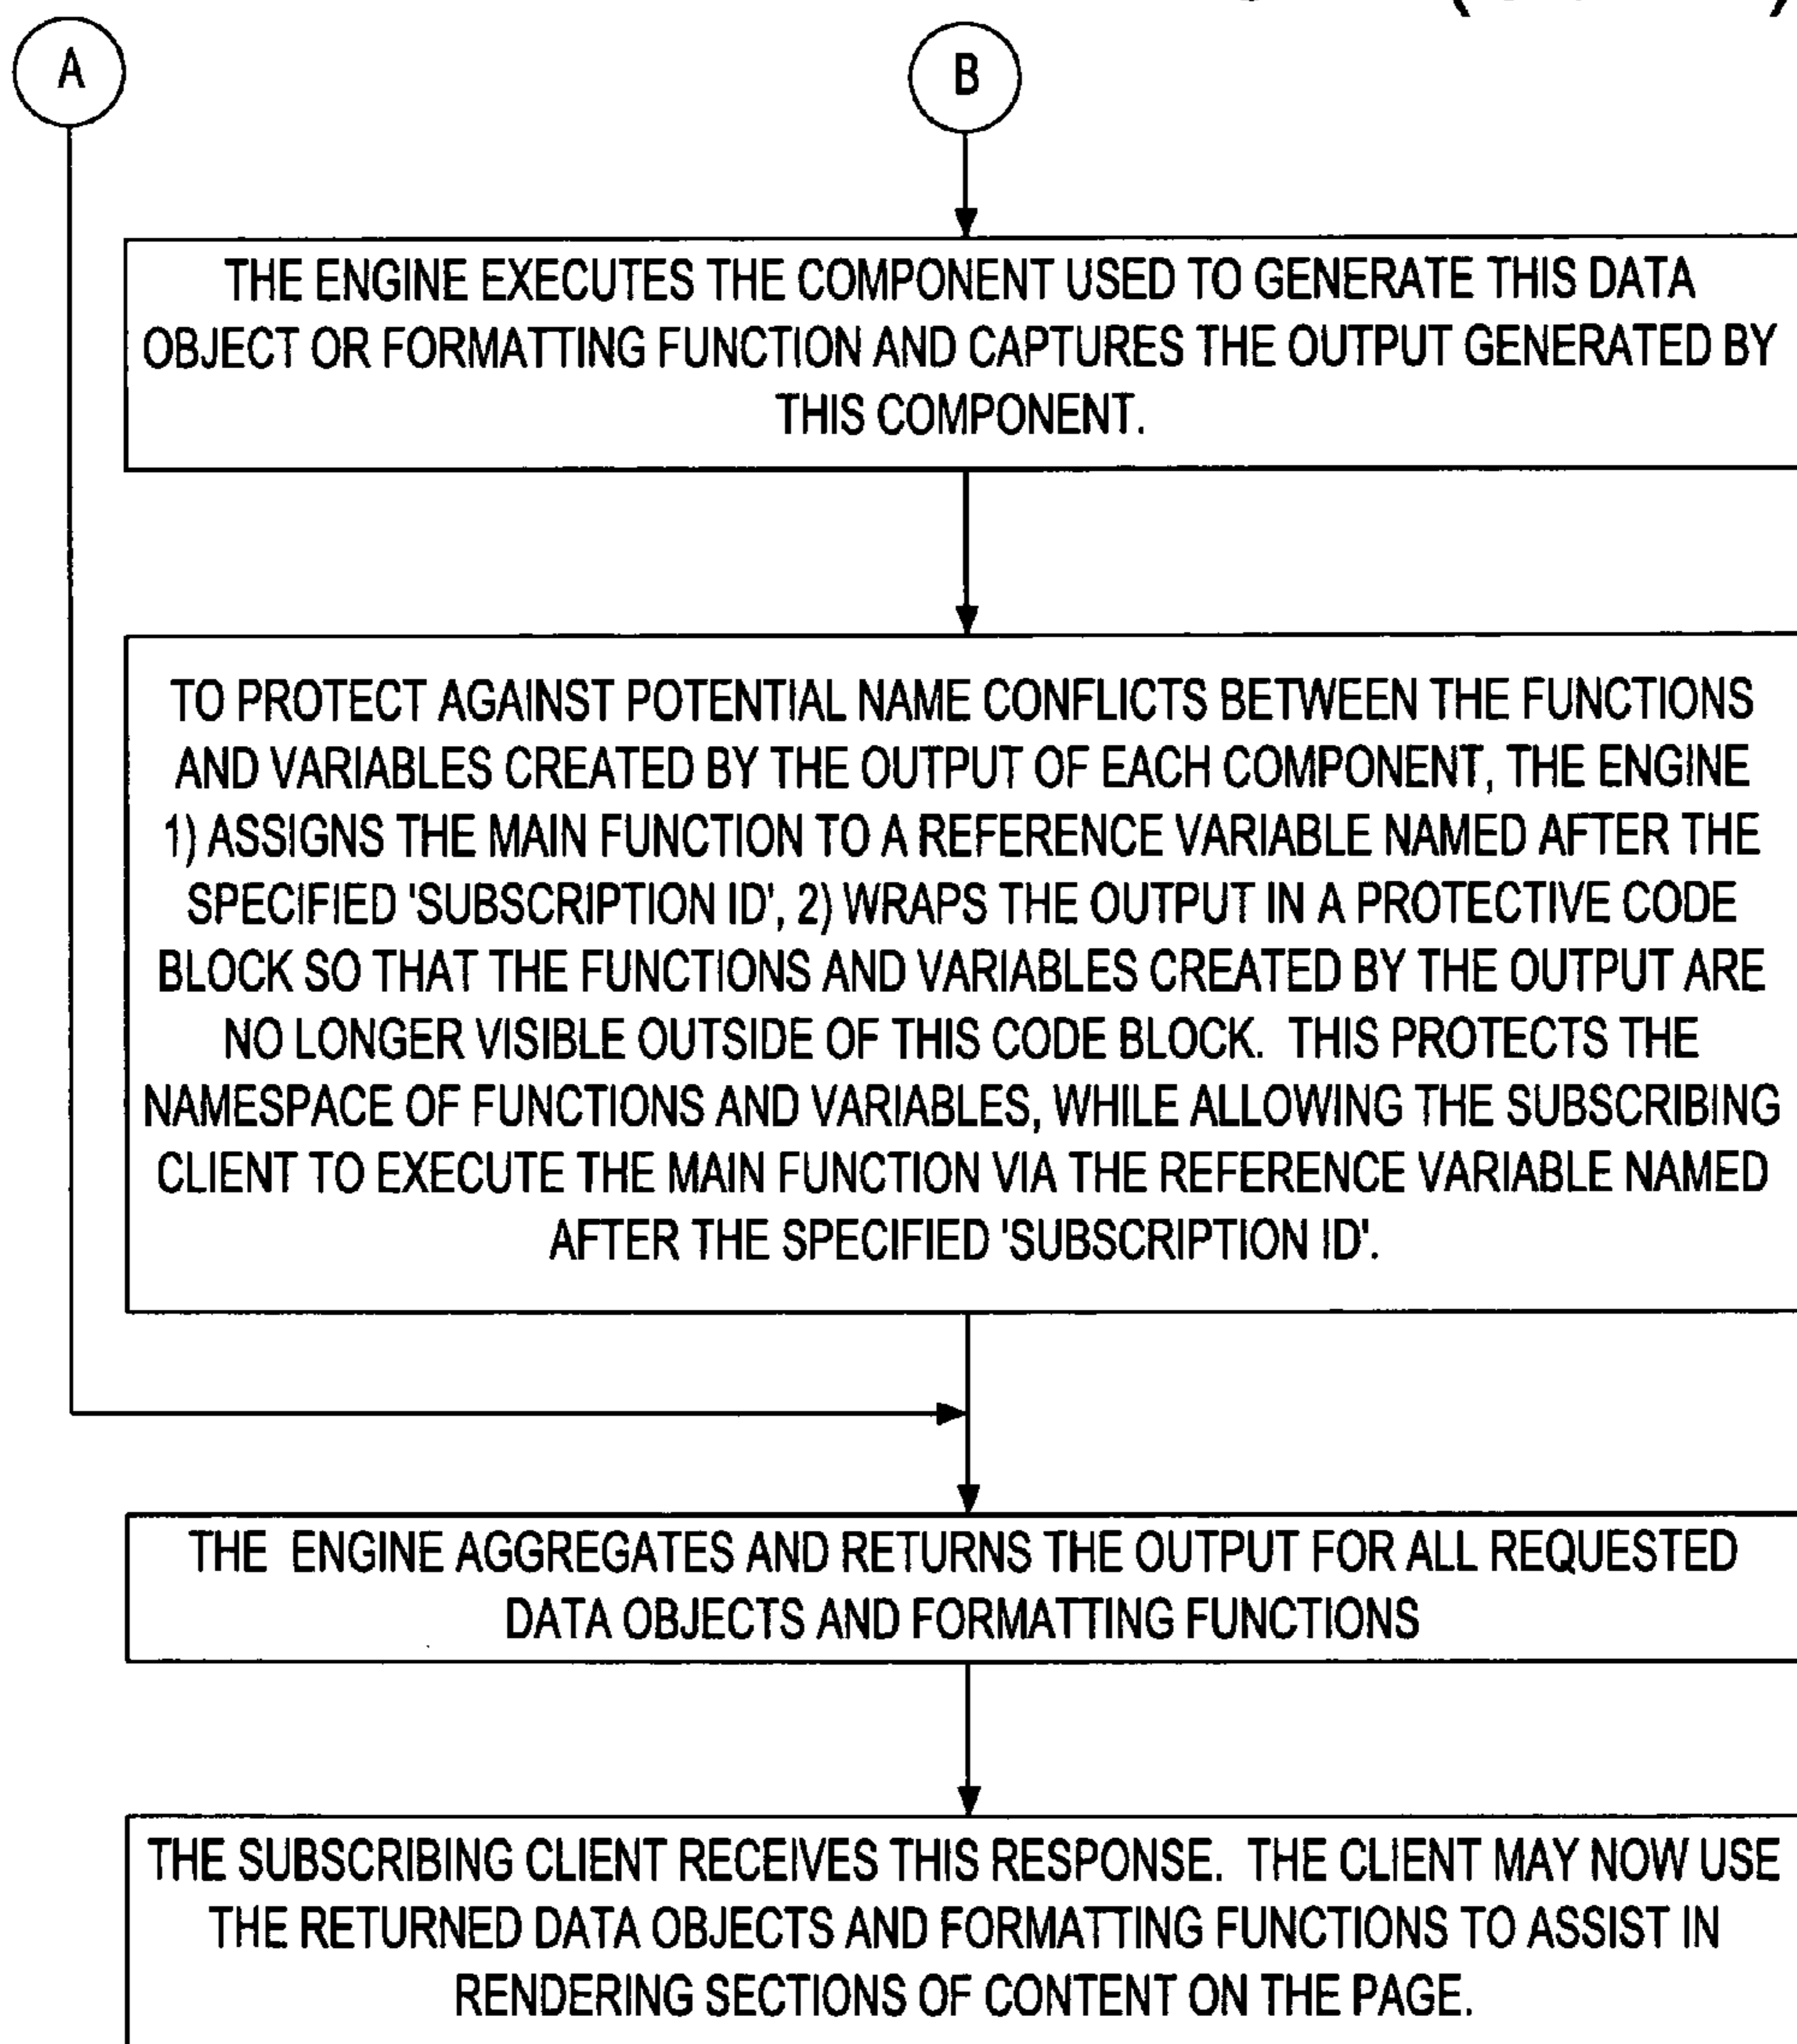 A
B
THE ENGINE EXECUTES THE COMPONENT USED TO GENERATE THIS DATA
OBJECT OR FORMATTING FUNCTION AND CAPTURES THE OUTPUT GENERATED BY
THIS COMPONENT.
TO PROTECT AGAINST POTENTIAL NAME CONFLICTS BETWEEN THE FUNCTIONS
AND VARIABLES CREATED BY THE OUTPUT OF EACH COMPONENT, THE ENGINE
1) ASSIGNS THE MAIN FUNCTION TO A REFERENCE VARIABLE NAMED AFTER THE
SPECIFIED 'SUBSCRIPTION ID', 2) WRAPS THE OUTPUT IN A PROTECTIVE CODE
BLOCK SO THAT THE FUNCTIONS AND VARIABLES CREATED BY THE OUTPUT ARE
NO LONGER VISIBLE OUTSIDE OF THIS CODE BLOCK. THIS PROTECTS THE
NAMESPACE OF FUNCTIONS AND VARIABLES, WHILE ALLOWING THE SUBSCRIBING
CLIENT TO EXECUTE THE MAIN FUNCTION VIA THE REFERENCE VARIABLE NAMED
AFTER THE SPECIFIED 'SUBSCRIPTION ID'.
THE ENGINE AGGREGATES AND RETURNS THE OUTPUT FOR ALL REQUESTED
DATA OBJECTS AND FORMATTING FUNCTIONS
THE SUBSCRIBING CLIENT RECEIVES THIS RESPONSE. THE CLIENT MAY NOW USE
THE RETURNED DATA OBJECTS AND FORMATTING FUNCTIONS TO ASSIST IN
RENDERING SECTIONS OF CONTENT ON THE PAGE.